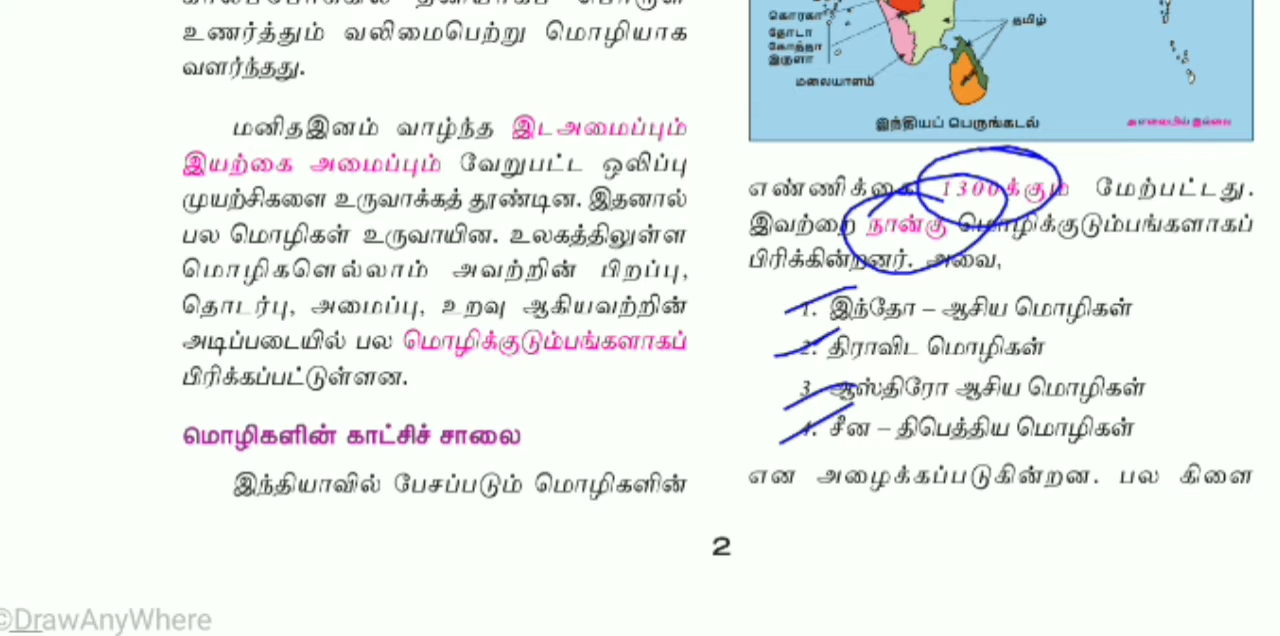 உணர்த்தும் வலிமைபெற்று மொழியாக
வளர்ந்தது.
மனிதஇனம் வாழ்ந்த இடஅமைப்பும்
இயற்கை அமைப்பும் வேறுபட்ட ஒலிப்பு
முயற்சிகளை உருவாக்கத் தூண்டின. இதனால்
பல மொழிகள் உருவாயின. உலகத்திலுள்ள
மொழிகளெல்லாம் அவற்றின் பிறப்பு,
தொடர்பு, அமைப்பு, உறவு ஆகியவற்றின்
அடிப்படையில் பல மொழிக்குடும்பங்களாகப்
பிரிக்கப்பட்டுள்ளன.
மொழிகளின் காட்சிச் சாலை
இந்தியாவில் பேசப்படும் மொழிகளின்
கொரகா
தோடா
கோத்தா
இருளா
தமிழ்
மலையாளம்
இந்தியப் பெருங்கடல்
அளவையில் இல்லை
எண்ணிக்கை 1300க்கும் மேற்பட்டது.
இவற்றை நான்கு மொழிக்குடும்பங்களாகப்
பிரிக்கின்றனர். அவை,
1. இந்தோ – ஆசிய மொழிகள்
2. திராவிட மொழிகள்
3. ஆஸ்திரோ ஆசிய மொழிகள்
4. சீன – திபெத்திய மொழிகள்
என அழைக்கப்படுகின்றன. பல கிளை
2
©DrawAnyWhere